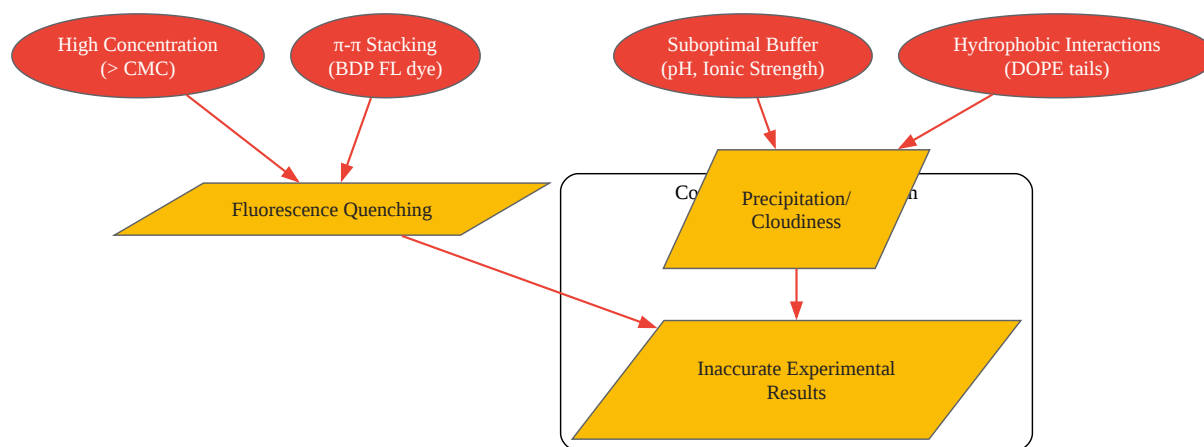 High Concentration
(> CMC)
π-π Stacking
(BDP FL dye)
Suboptimal Buffer
(pH, Ionic Strength)
Hydrophobic Interactions
(DOPE tails)
Fluorescence Quenching
Precipitation/
Cloudiness
Inaccurate Experimental
Results